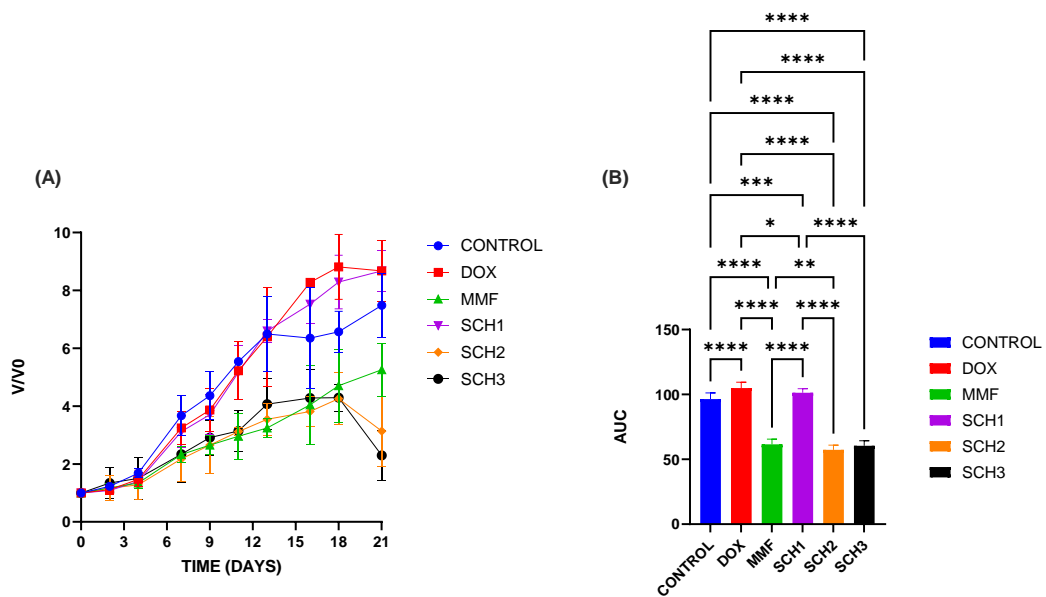 (A)
V/V0
10
8
6
4
2
0
0 3 6 9 12 15 18 21
TIME (DAYS)
CONTROL
DOX
MMF
SCH1
SCH2
SCH3
(B)
****
****
****
****
***
* ****
**** **
**** ****
**** ****
AUC
150
100
50
0
CONTROL
DOX
MMF
SCH1
SCH2
SCH3
CONTROL
DOX
MMF
SCH1
SCH2
SCH3